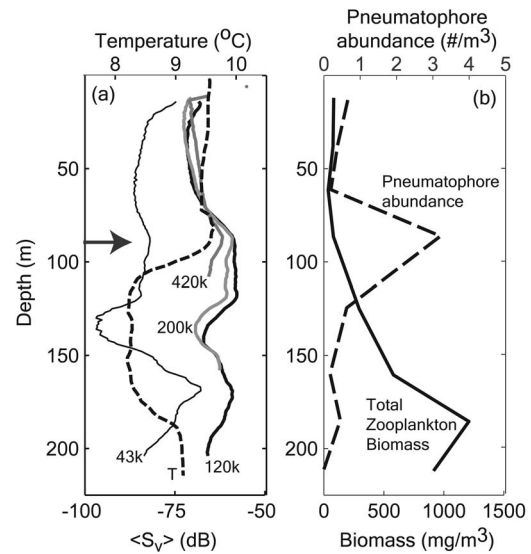 Temperature (°C)
8 9 10
Pneumatophore
abundance (#/m³)
0 1 2 3 4 5
(a)
(b)
50
100
150
200
Depth (m)
50
100
150
200
Pneumatophore
abundance
420k
200k
43k
T
120k
Total
Zooplankton
Biomass
-100 -75 -50
<Sv> (dB)
0 500 1000 1500
Biomass (mg/m³)